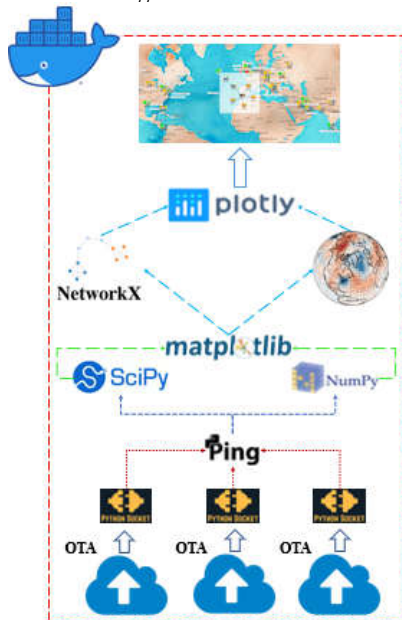 plotly
NetworkX
matplotlib
SciPy
NumPy
Ping
PYTHON SOCKET
PYTHON SOCKET
PYTHON SOCKET
OTA
OTA
OTA